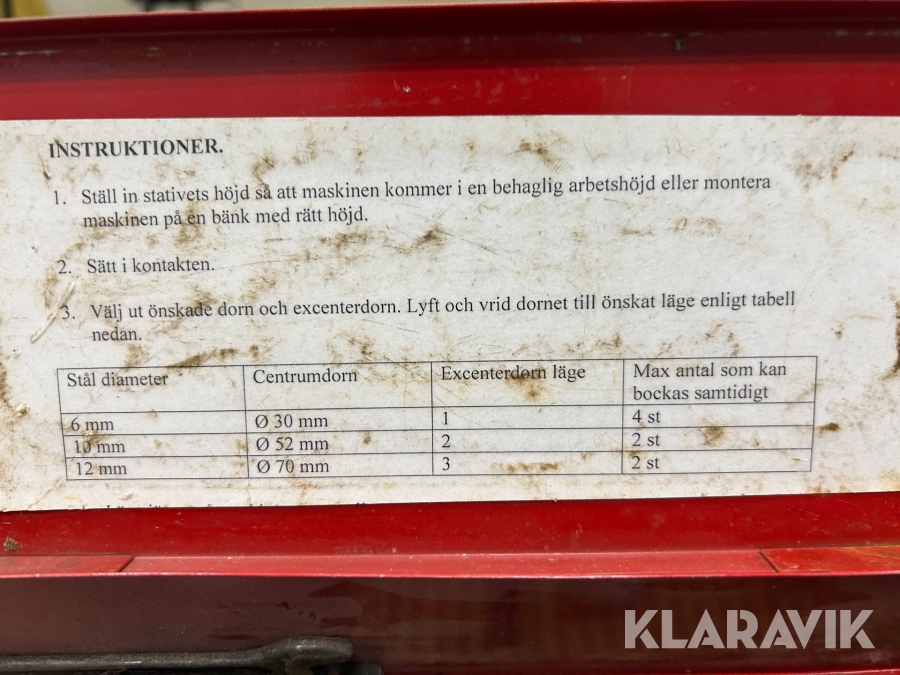 INSTRUKTIONER.
1. Ställ in stativets höjd så att maskinen kommer i en behaglig arbetshöjd eller montera
maskinen på en bänk med rätt höjd.
2. Sätt i kontakten.
3. Välj ut önskade dorn och excenterdorn. Lyft och vrid dornet till önskat läge enligt tabell
nedan.
Stål diameter Centrumdorn Excenterdorn läge Max antal som kan
bockas samtidigt
6 mm Ø 30 mm 1 4 st
10 mm Ø 52 mm 2 2 st
12 mm Ø 70 mm 3 2 st
KLARAVIK